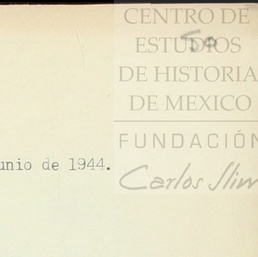 CENTRO DE
ESTUDIOS
DE HISTORIA
DE MEXICO
FUNDACIÓN
Carlos Slim
unio de 1944.